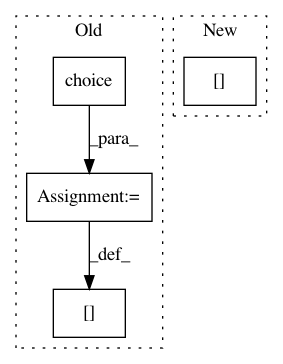 Old
New
choice
[]
_para_
Assignment:=
_def_
[]